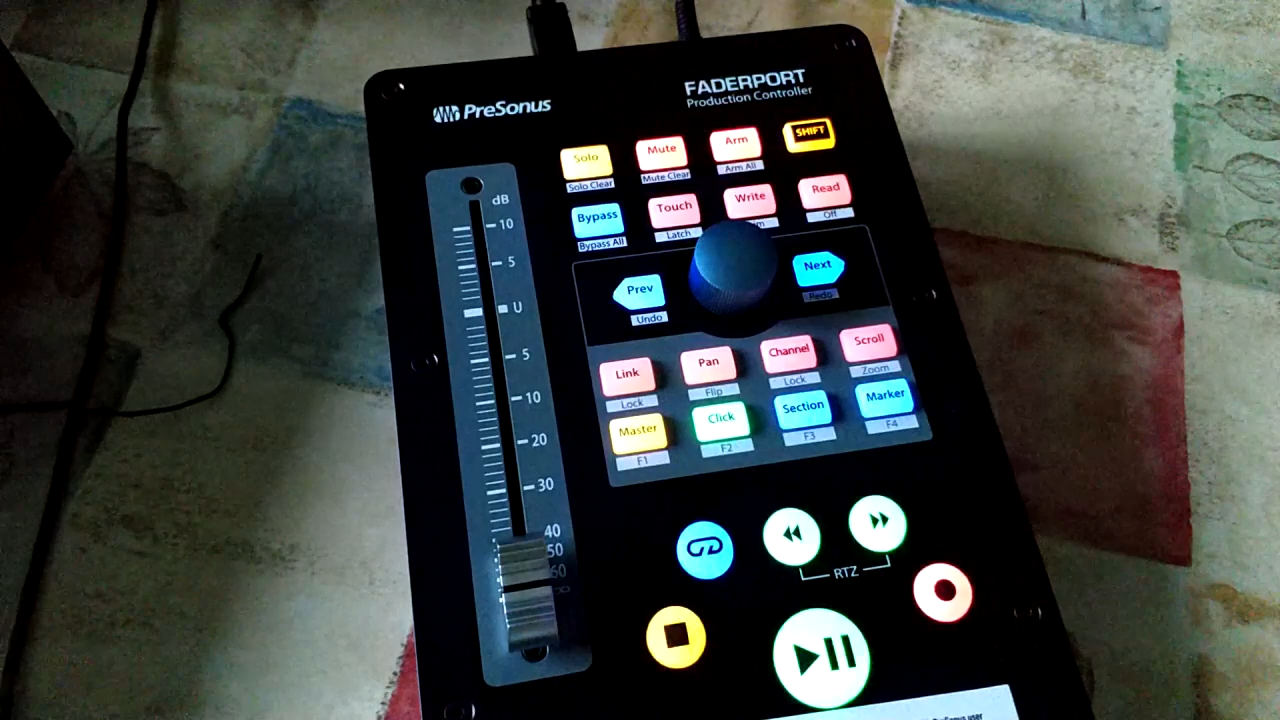 PreSonus
FADERPORT
Production Controller
Solo
Mute
Arm
SHIFT
Solo Clear
Mute Clear
Arm All
Bypass
Touch
Write
Read
Bypass All
Latch
Off
dB
10
5
U
5
10
20
30
40
50
60
∞
Prev
Next
Undo
Redo
Link
Pan
Channel
Scroll
Lock
Flip
Lock
Zoom
Master
Click
Section
Marker
F1
F2
F3
F4
RTZ
user